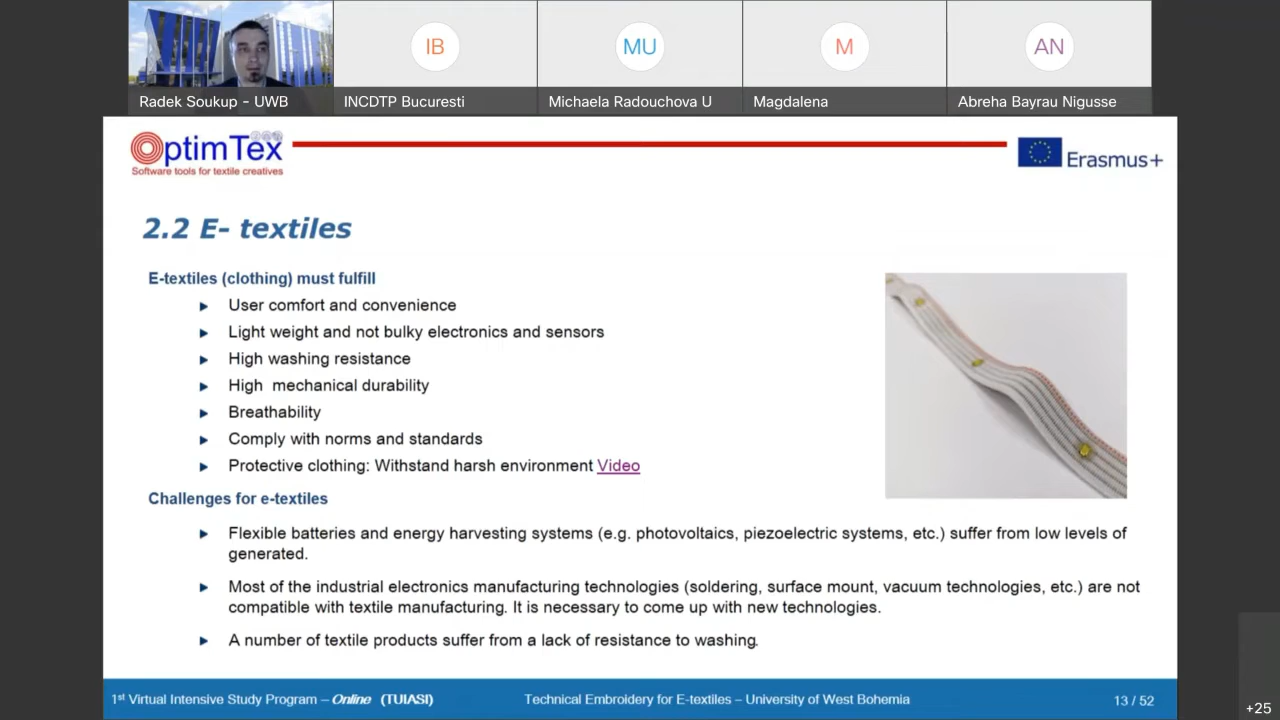 IB
MU
M
AN
Radek Soukup - UWB
INCDTP Bucuresti
Michaela Radouchova U
Magdalena
Abreha Bayrau Nigusse
OptimTex
Software tools for textile creatives
Erasmus+
2.2 E- textiles
E-textiles (clothing) must fulfill
User comfort and convenience
Light weight and not bulky electronics and sensors
High washing resistance
High mechanical durability
Breathability
Comply with norms and standards
Protective clothing: Withstand harsh environment Video
Challenges for e-textiles
Flexible batteries and energy harvesting systems (e.g. photovoltaics, piezoelectric systems, etc.) suffer from low levels of
generated.
Most of the industrial electronics manufacturing technologies (soldering, surface mount, vacuum technologies, etc.) are not
compatible with textile manufacturing. It is necessary to come up with new technologies.
A number of textile products suffer from a lack of resistance to washing.
1st Virtual Intensive Study Program – Online (TUIASI)
Technical Embroidery for E-textiles – University of West Bohemia
13 / 52
+25